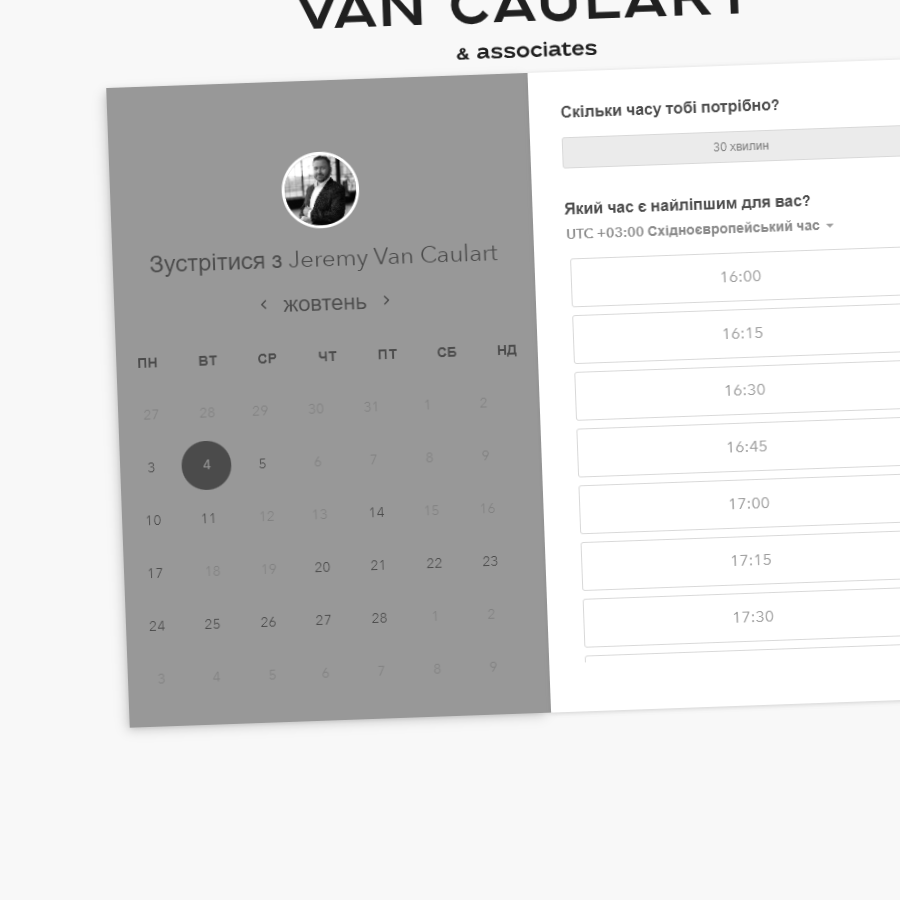 VAN CAULART
& associates
Зустрітися з Jeremy Van Caulart
‹ жовтень ›
ПН ВТ СР ЧТ ПТ СБ НД
27 28 29 30 31 1 2
3 4 5 6 7 8 9
10 11 12 13 14 15 16
17 18 19 20 21 22 23
24 25 26 27 28 1 2
3 4 5 6 7 8 9
Скільки часу тобі потрібно?
30 хвилин
Який час є найліпшим для вас?
UTC +03:00 Східноєвропейський час
16:00
16:15
16:30
16:45
17:00
17:15
17:30